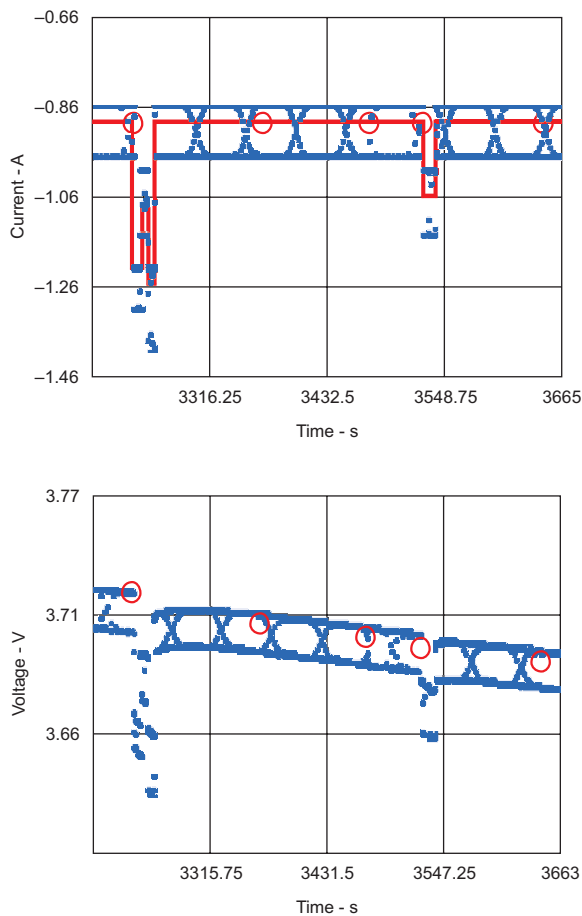 −0.66
−0.86
−1.06
−1.26
−1.46
Current - A
3316.25 3432.5 3548.75 3665
Time - s
3.77
3.71
3.66
Voltage - V
3315.75 3431.5 3547.25 3663
Time - s